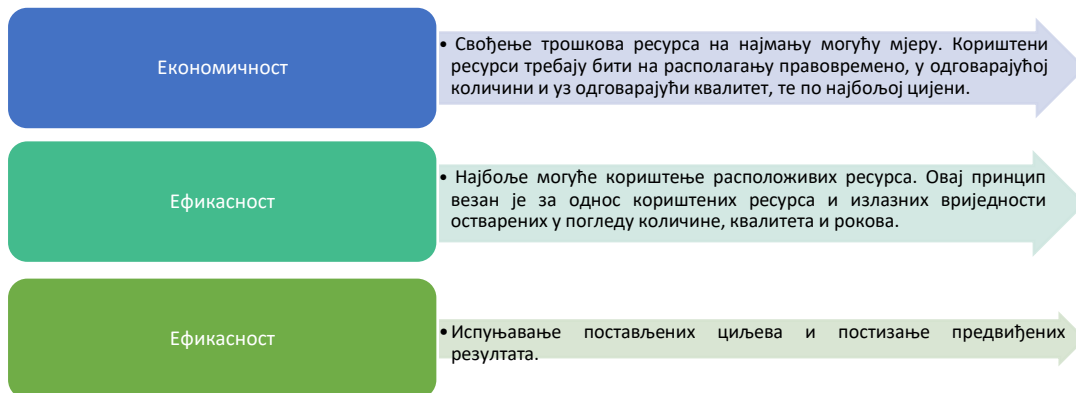 Економичност
• Свођење трошкова ресурса на најмању могућу мјеру. Кориштени
ресурси требају бити на располагању правовремено, у одговарајућој
количини и уз одговарајући квалитет, те по најбољој цијени.
Ефикасност
• Најбоље могуће кориштење расположивих ресурса. Овај принцип
везан је за однос кориштених ресурса и излазних вриједности
остварених у погледу количине, квалитета и рокова.
Ефикасност
• Испуњавање постављених циљева и постизање предвиђених
резултата.